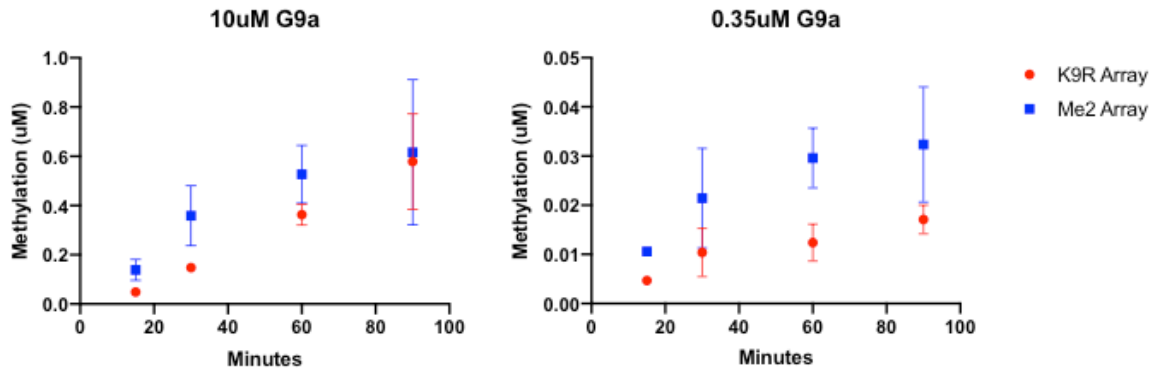 10uM G9a
Methylation (uM)
1.0
0.8
0.6
0.4
0.2
0.0
0 20 40 60 80 100
Minutes
0.35uM G9a
Methylation (uM)
0.05
0.04
0.03
0.02
0.01
0.00
0 20 40 60 80 100
Minutes
K9R Array
Me2 Array